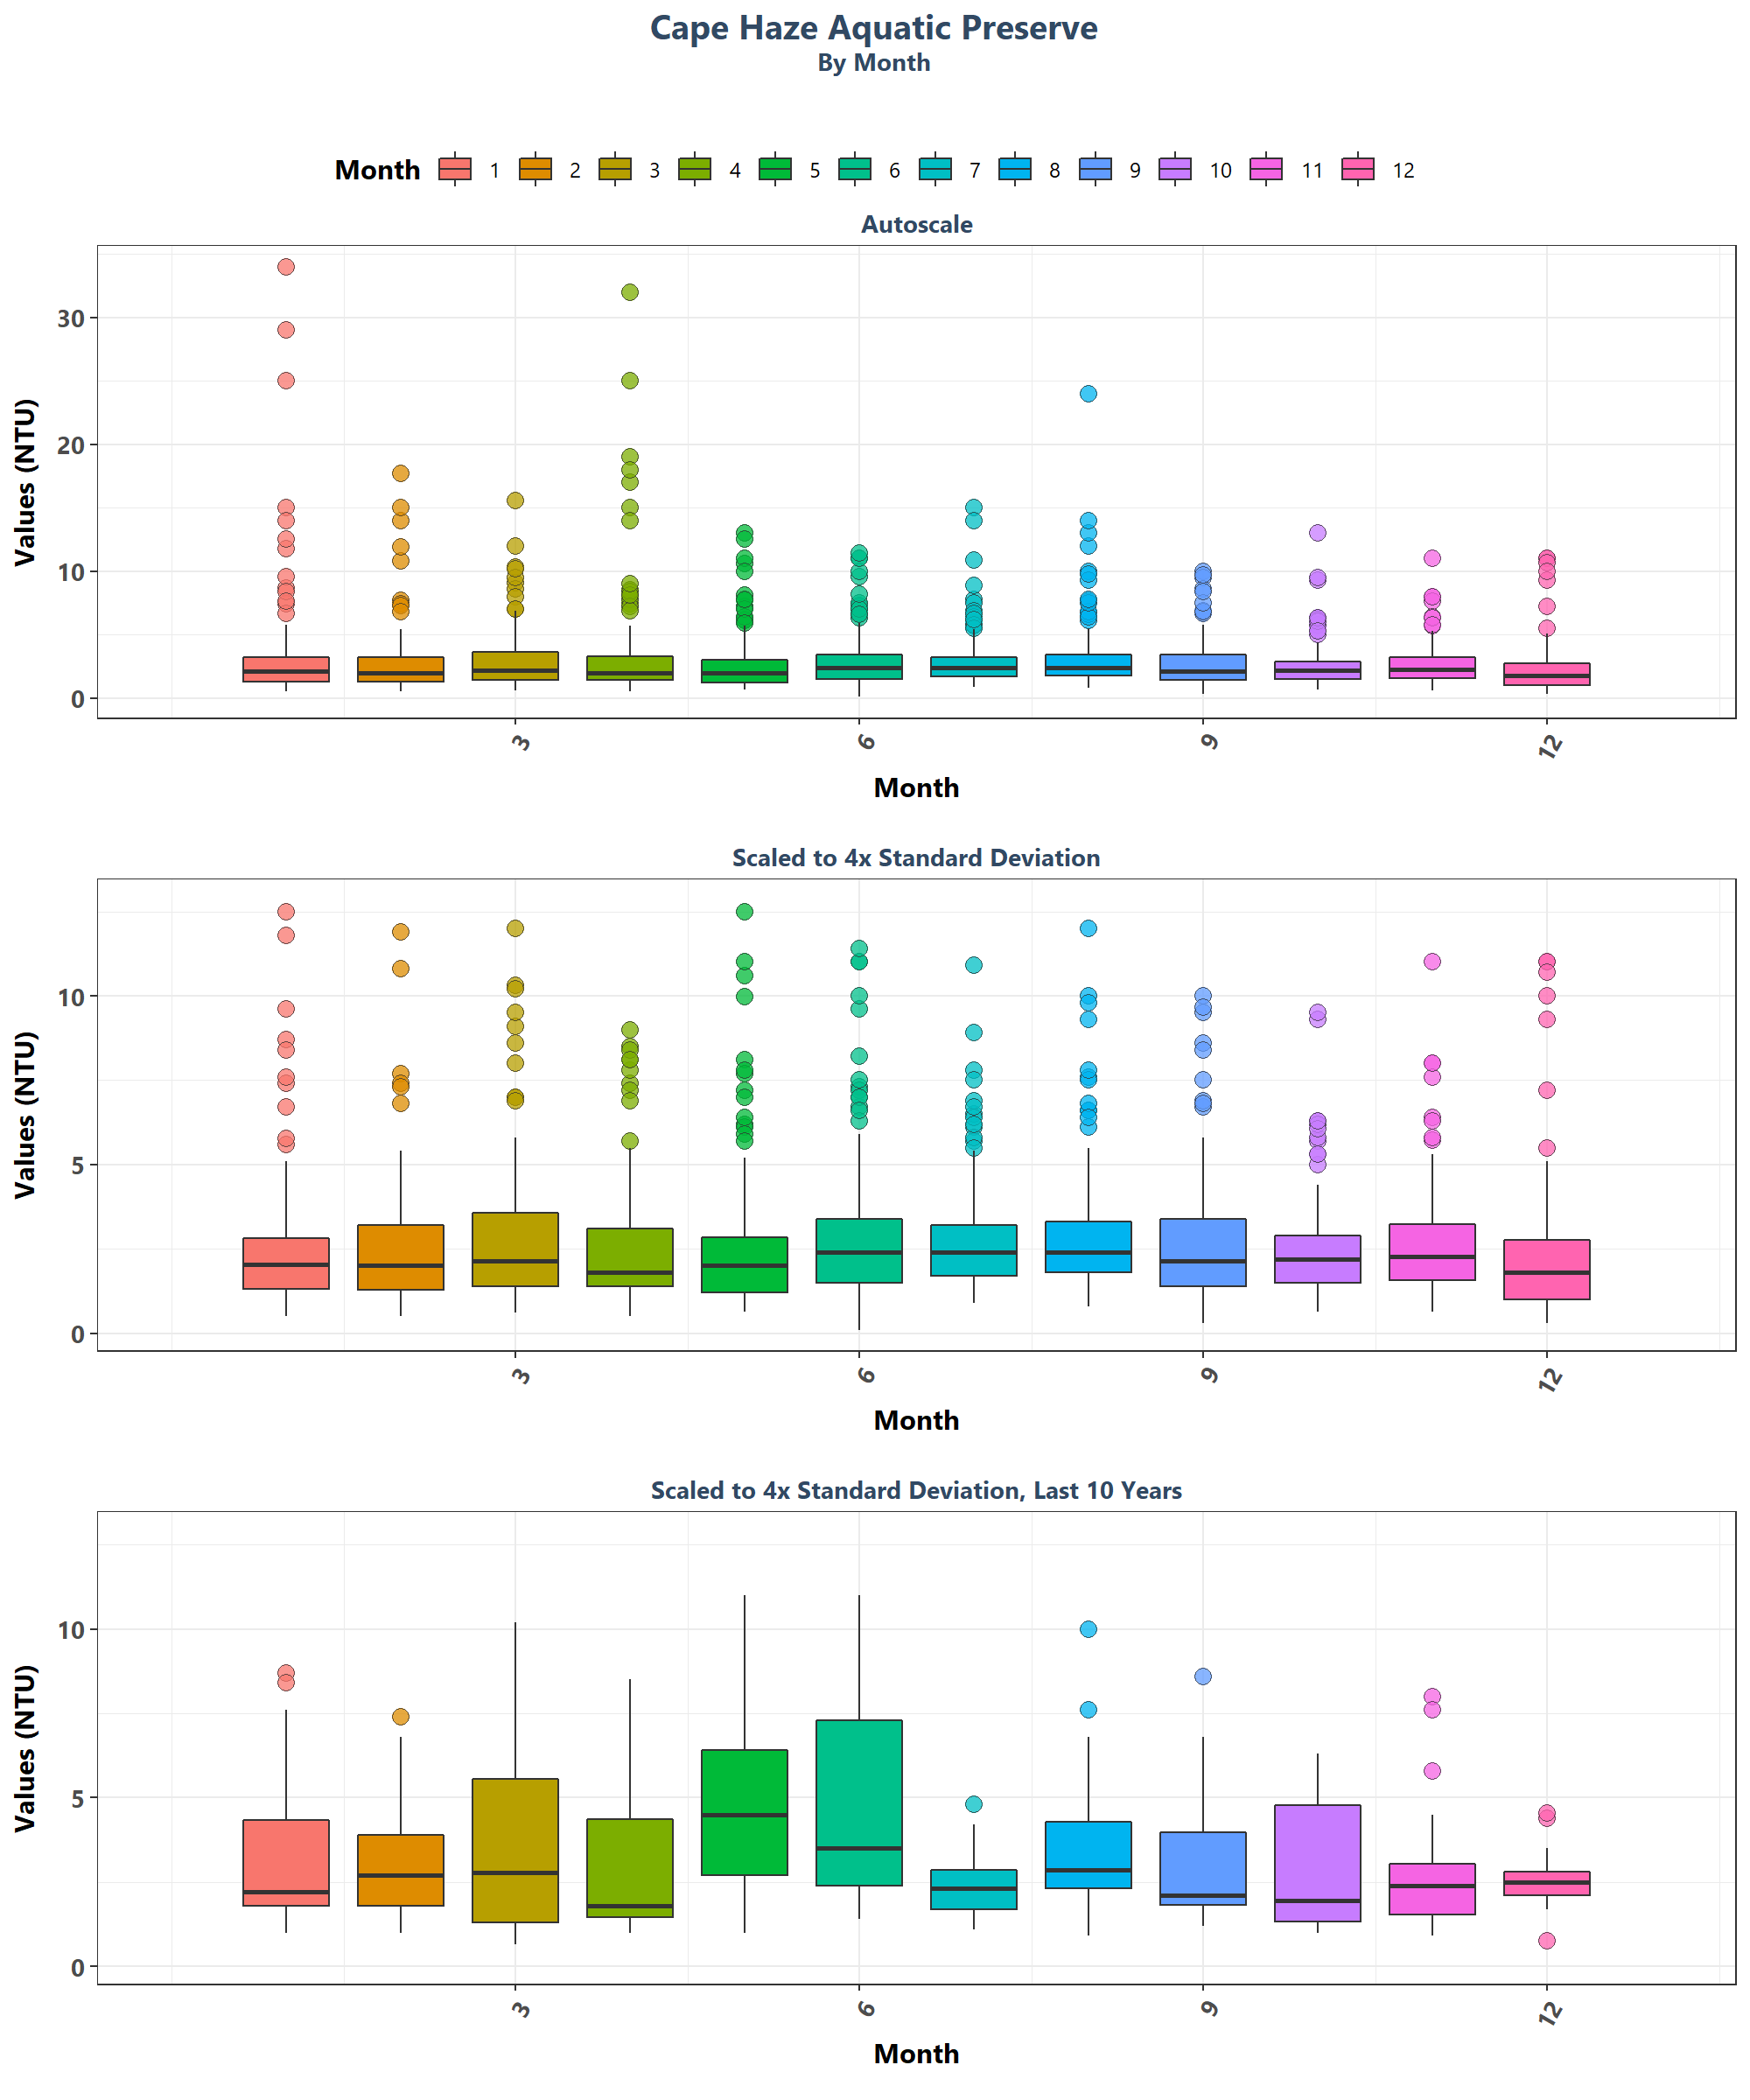 Cape Haze Aquatic Preserve
By Month
Month 1 2 3 4 5 6 7 8 9 10 11 12
Autoscale
Values (NTU)
30
20
10
0
3 6 9 12
Month
Scaled to 4x Standard Deviation
Values (NTU)
10
5
0
3 6 9 12
Month
Scaled to 4x Standard Deviation, Last 10 Years
Values (NTU)
10
5
0
3 6 9 12
Month